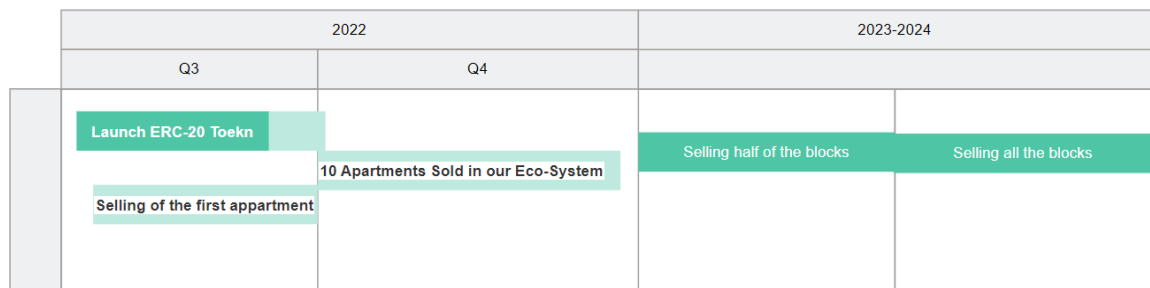 2022
2023-2024
Q3
Q4
Launch ERC-20 Toekn
10 Apartments Sold in our Eco-System
Selling of the first appartment
Selling half of the blocks
Selling all the blocks